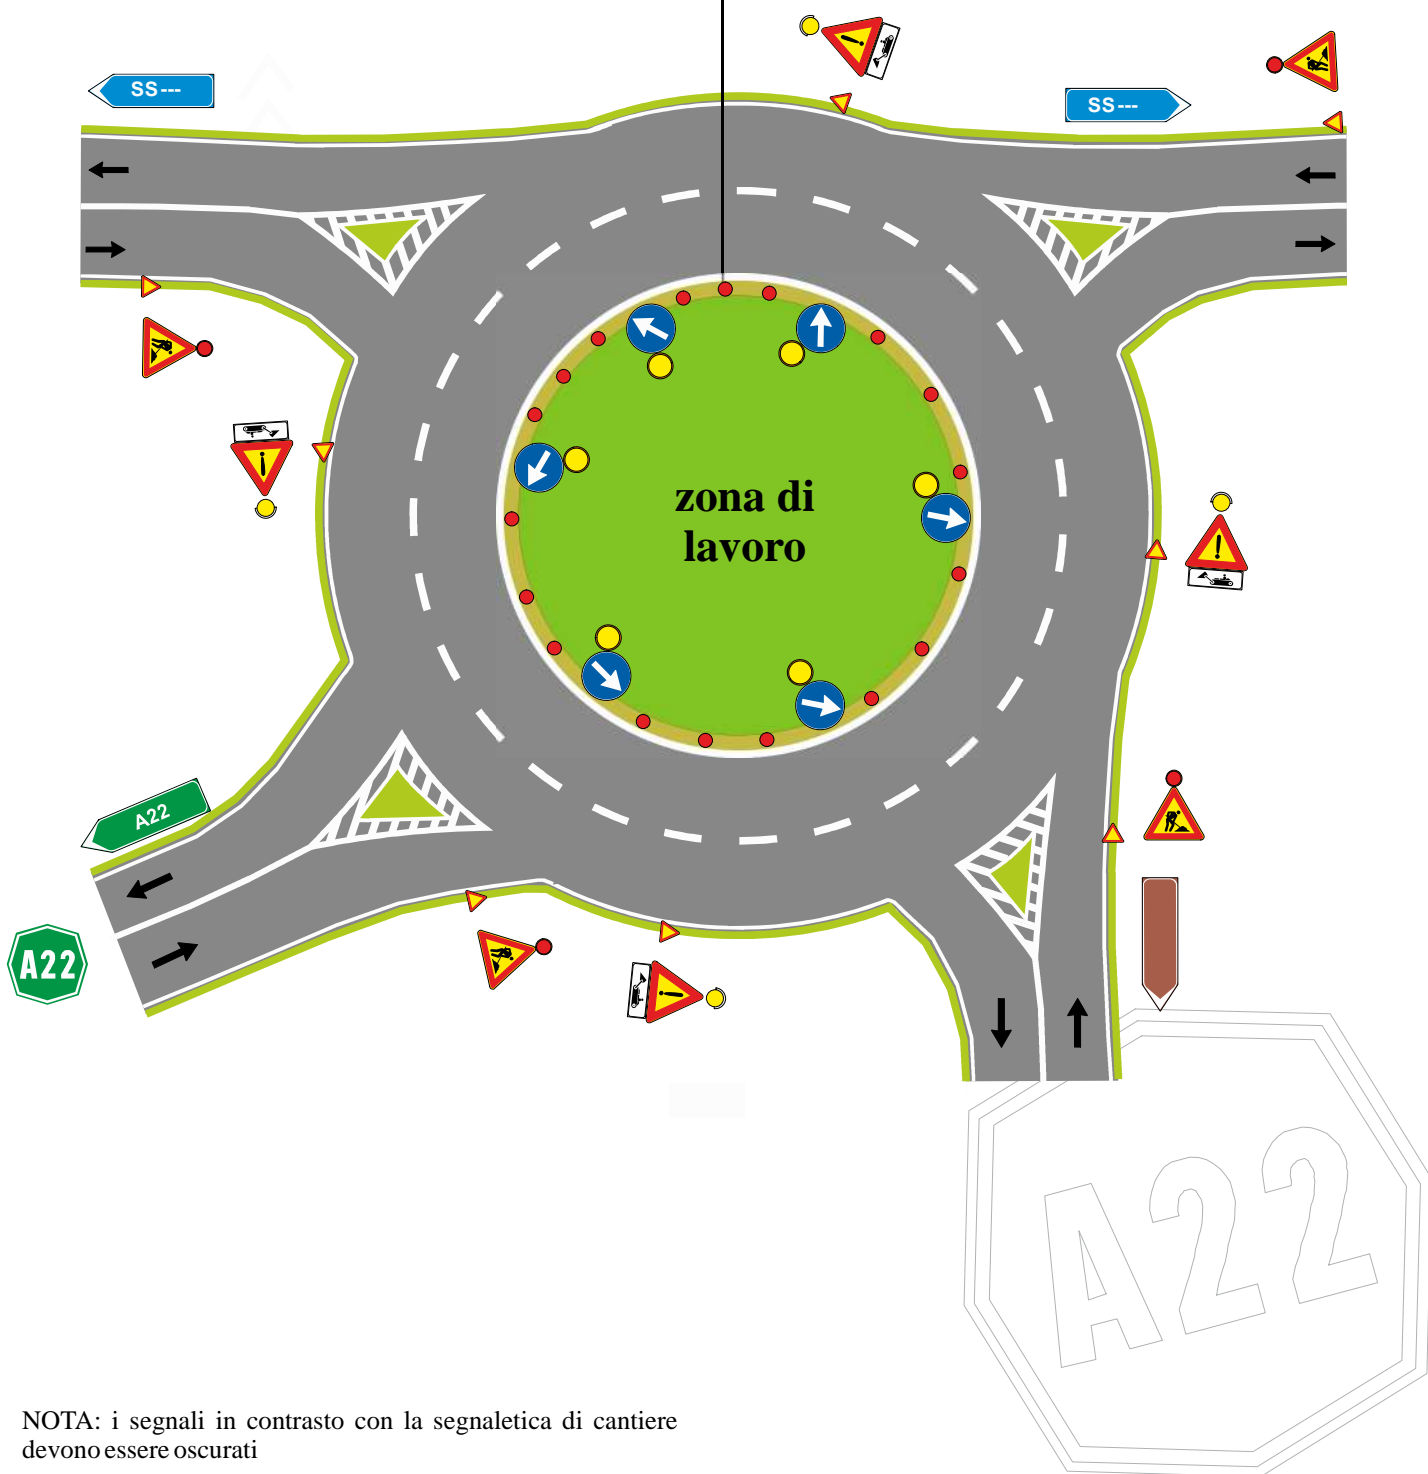 SS---
SS---
zona di
lavoro
A22
A22
A22
NOTA: i segnali in contrasto con la segnaletica di cantiere
devono essere oscurati